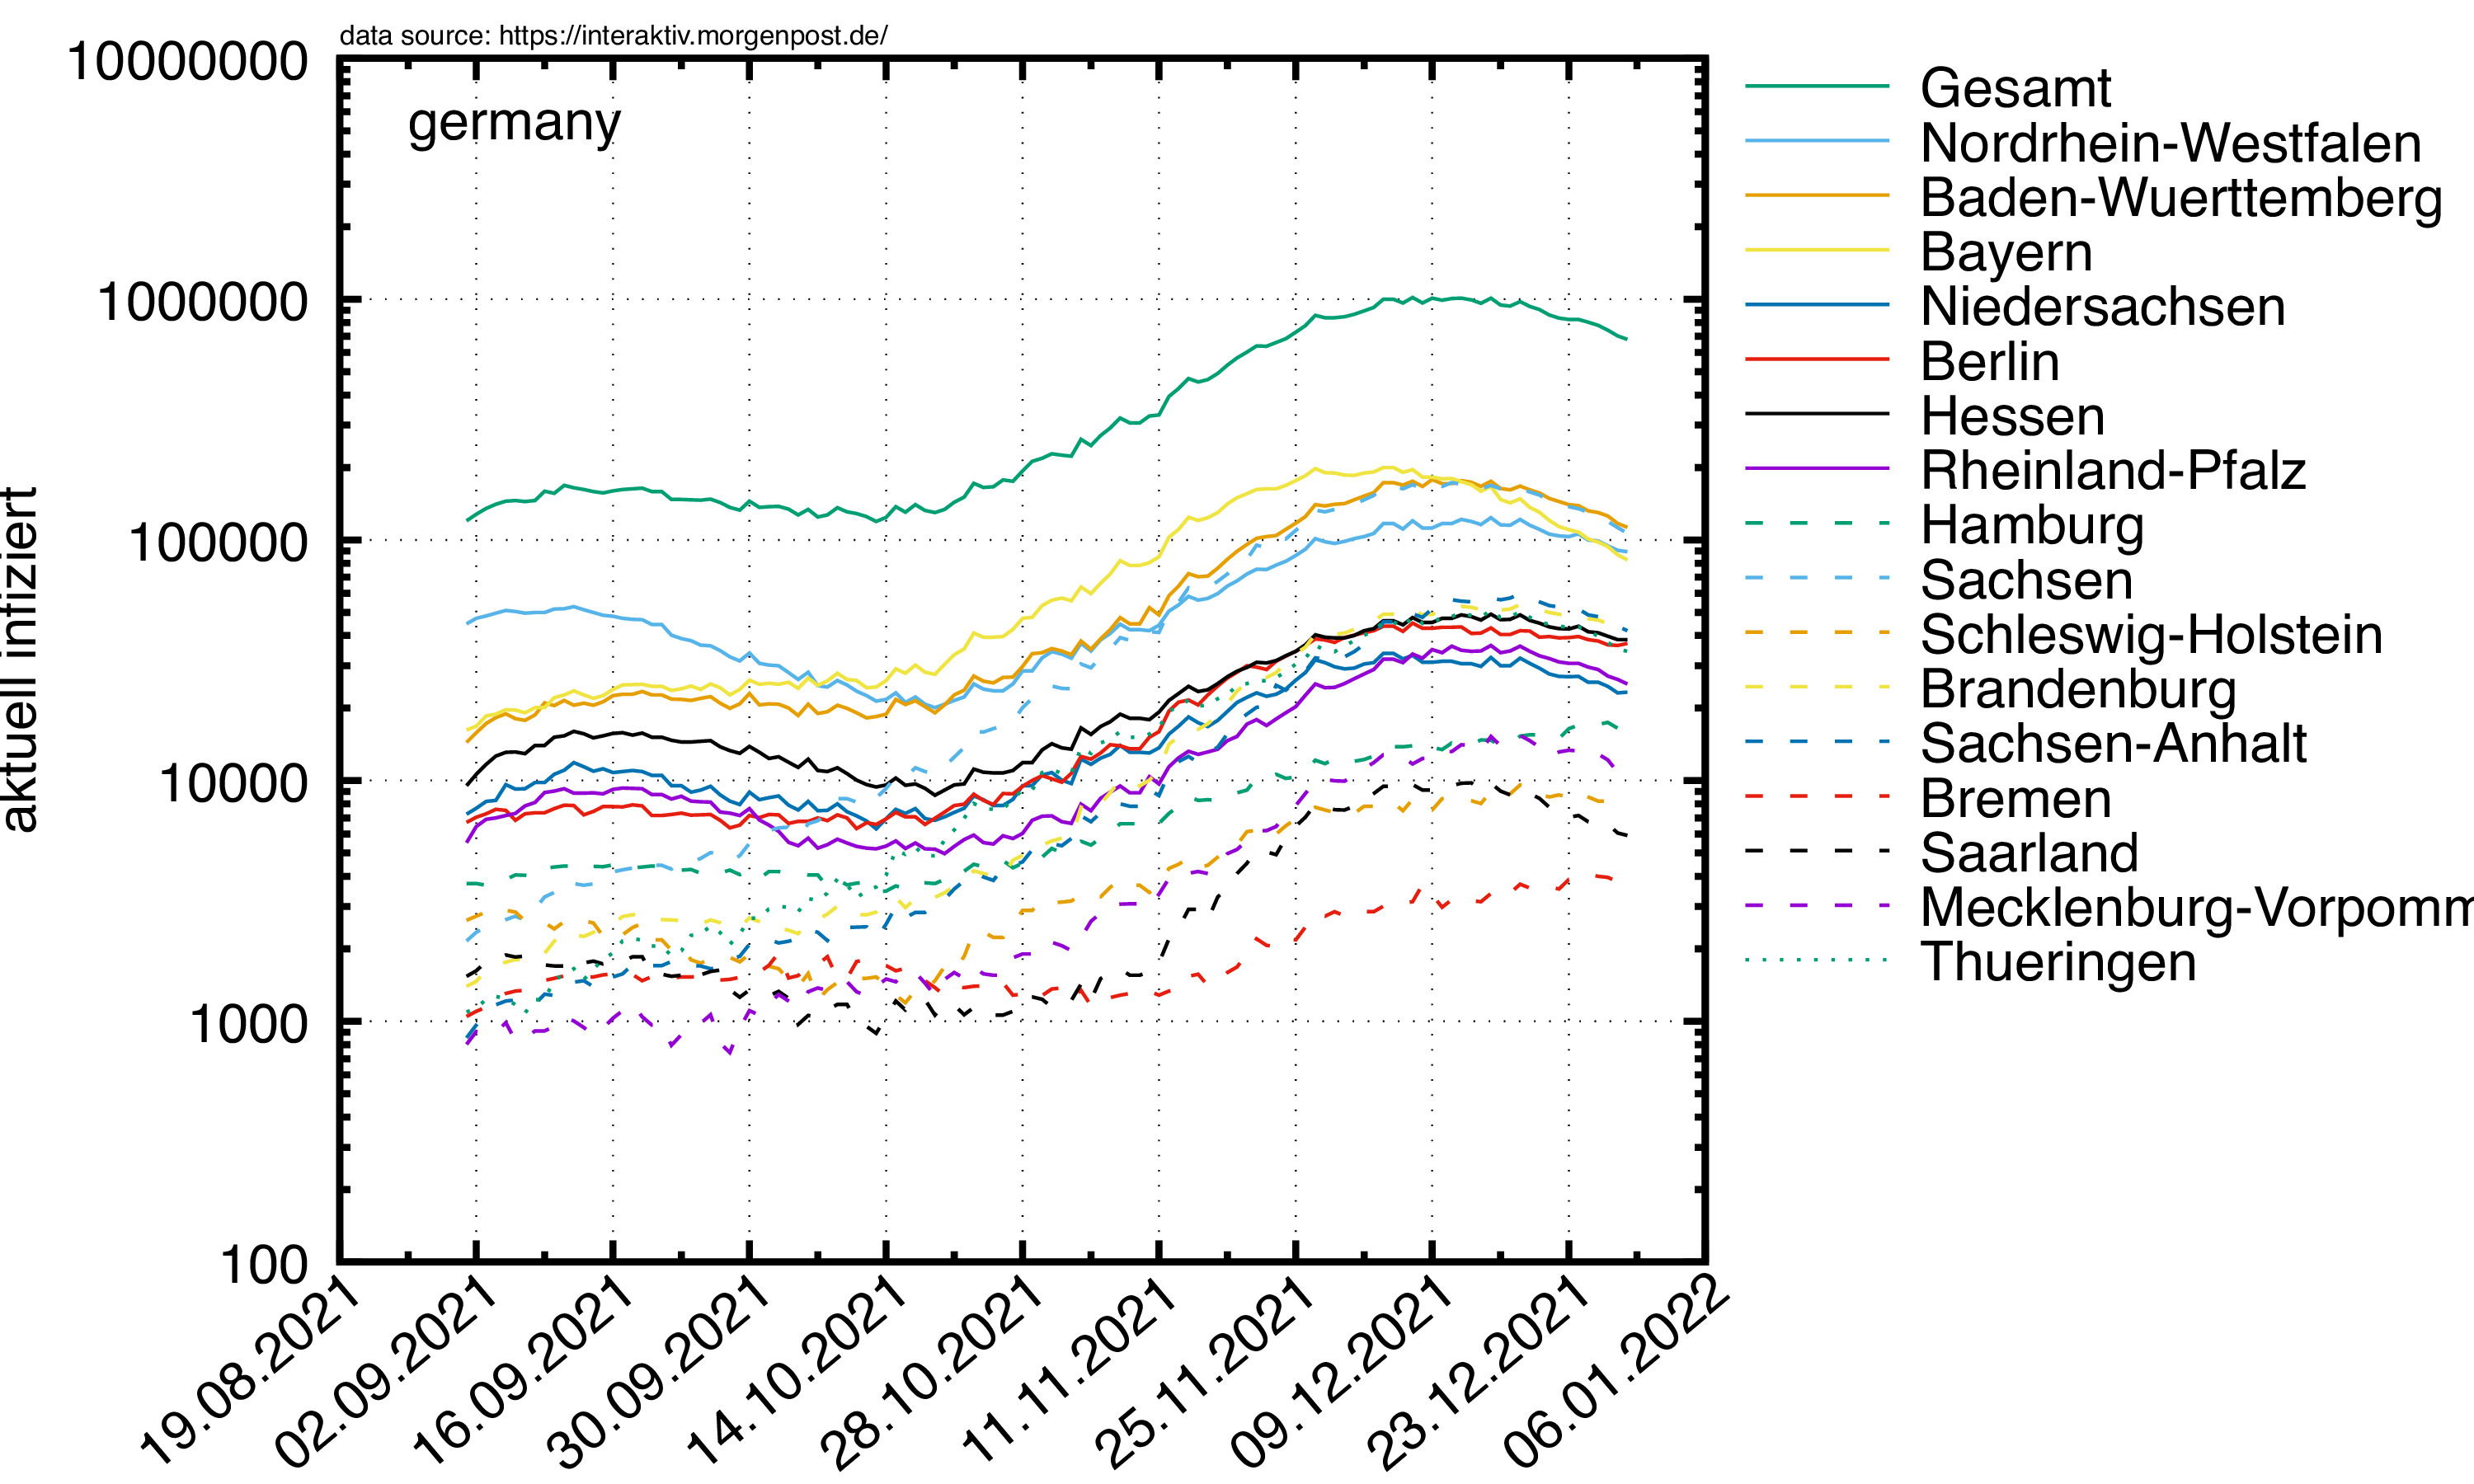 data source: https://interaktiv.morgenpost.de/
germany
aktuell infiziert
10000000
1000000
100000
10000
1000
100
19.08.2021
02.09.2021
16.09.2021
30.09.2021
14.10.2021
28.10.2021
11.11.2021
25.11.2021
09.12.2021
23.12.2021
06.01.2022
Gesamt
Nordrhein-Westfalen
Baden-Wuerttemberg
Bayern
Niedersachsen
Berlin
Hessen
Rheinland-Pfalz
Hamburg
Sachsen
Schleswig-Holstein
Brandenburg
Sachsen-Anhalt
Bremen
Saarland
Mecklenburg-Vorpomm
Thueringen